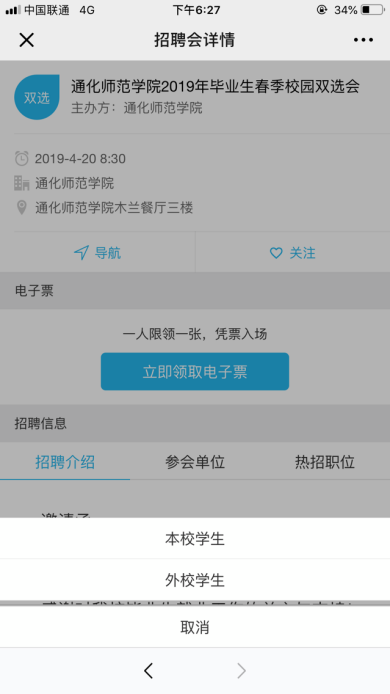 中国联通 4G 下午6:27 34%
招聘会详情
双选
通化师范学院2019年毕业生春季校园双选会
主办方：通化师范学院
2019-4-20 8:30
通化师范学院
通化师范学院木兰餐厅三楼
导航 关注
电子票
一人限领一张，凭票入场
立即领取电子票
招聘信息
招聘介绍 参会单位 热招职位
本校学生
外校学生
取消